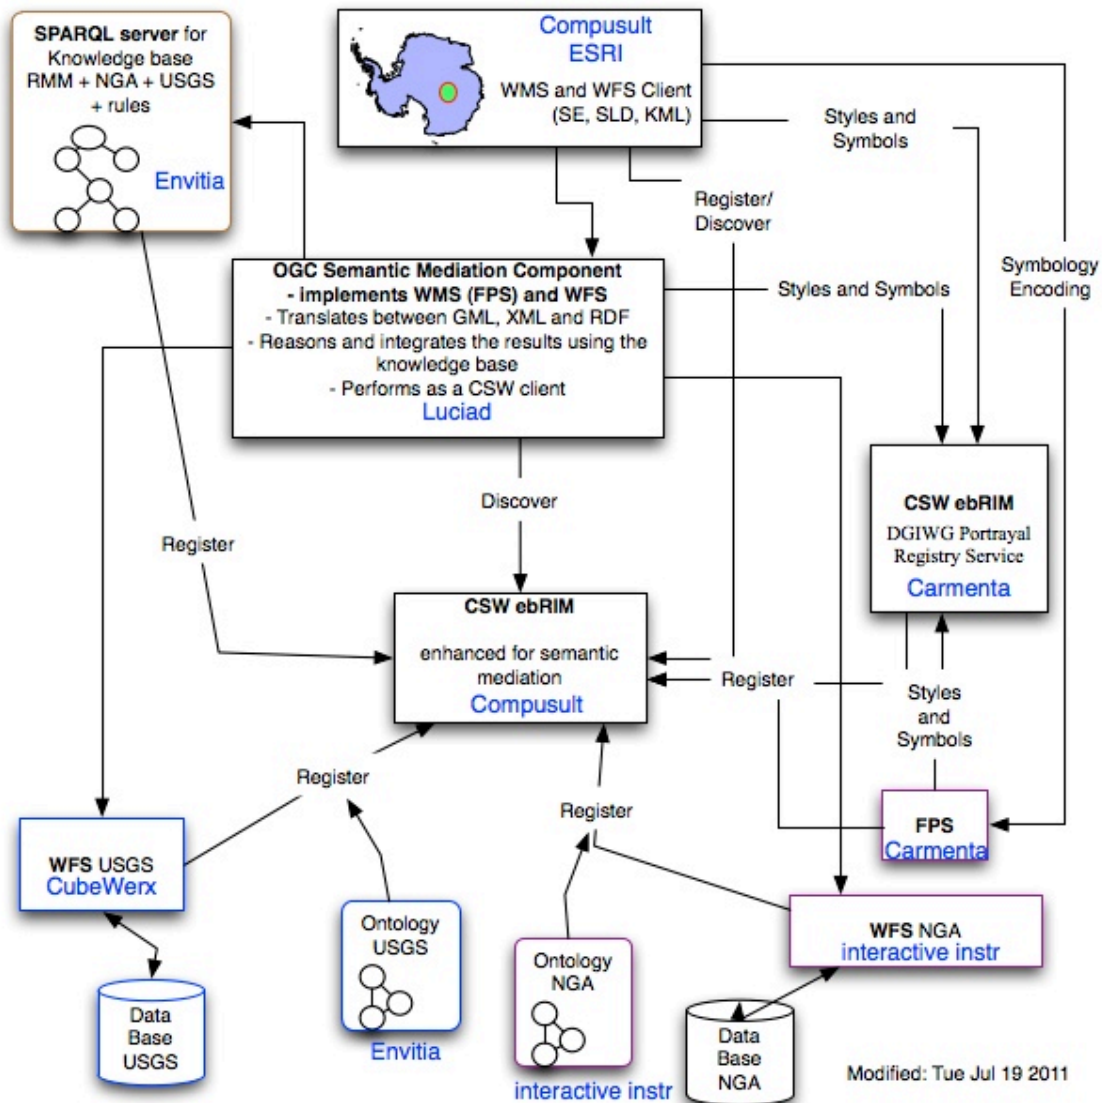 SPARQL server for
Knowledge base
RMM + NGA + USGS
+ rules
Envitia
Compusult
ESRI
WMS and WFS Client
(SE, SLD, KML)
Styles and
Symbols
Register/
Discover
Symbology
Encoding
OGC Semantic Mediation Component
- implements WMS (FPS) and WFS
- Translates between GML, XML and RDF
- Reasons and integrates the results using the
knowledge base
- Performs as a CSW client
Luciad
Styles and Symbols
Discover
Register
CSW ebRIM
DGIWG Portrayal
Registry Service
Carmenta
CSW ebRIM
enhanced for semantic
mediation
Compusult
Register
Styles
and
Symbols
Register
Register
FPS
Carmenta
WFS USGS
CubeWerx
Ontology
USGS
Envitia
Ontology
NGA
interactive instr
WFS NGA
interactive instr
Data
Base
USGS
Data
Base
NGA
Modified: Tue Jul 19 2011